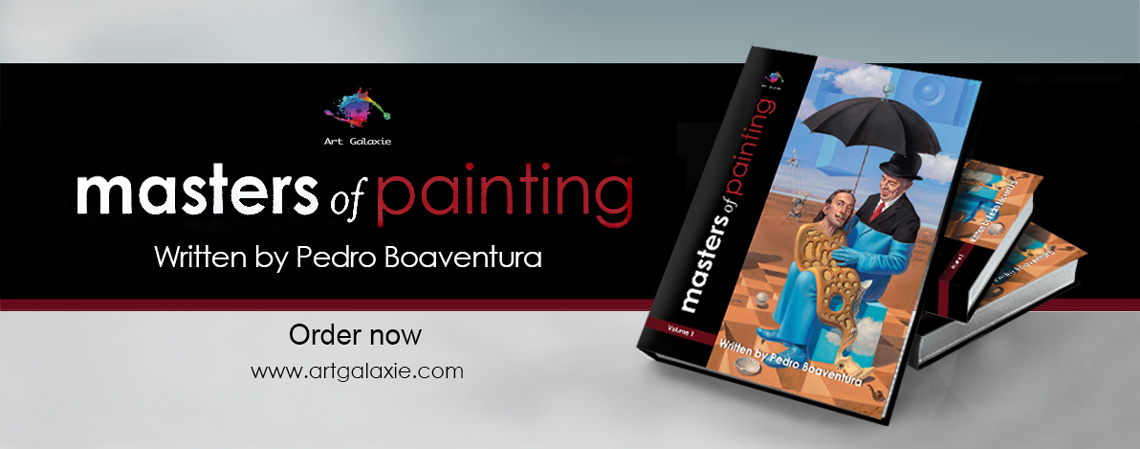 Art Galaxie
masters of painting
Written by Pedro Boaventura
Order now
www.artgalaxie.com
masters of painting
Volume 1
Written by Pedro Boaventura